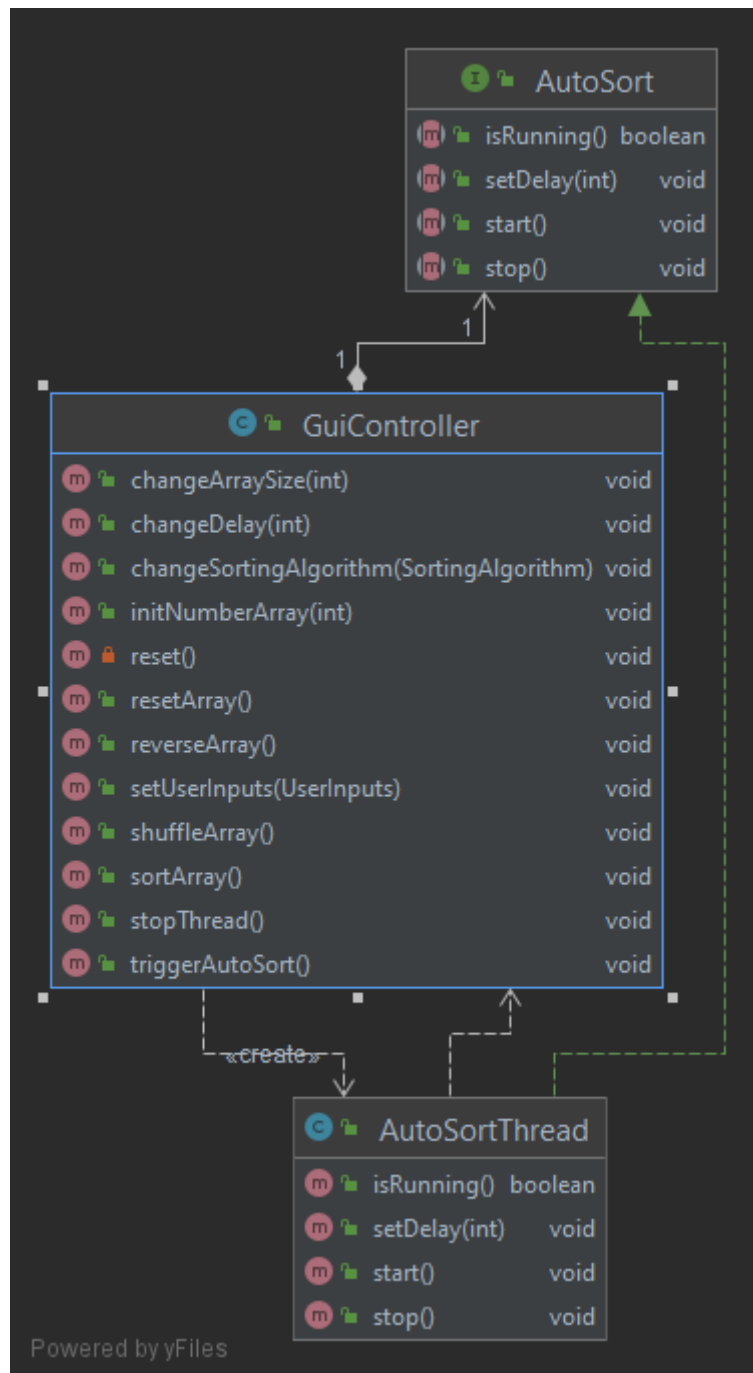 AutoSort
isRunning() boolean
setDelay(int) void
start() void
stop() void
1
1
GuiController
changeArraySize(int) void
changeDelay(int) void
changeSortingAlgorithm(SortingAlgorithm) void
initNumberArray(int) void
reset() void
resetArray() void
reverseArray() void
setUserInputs(UserInputs) void
shuffleArray() void
sortArray() void
stopThread() void
triggerAutoSort() void
«create»
AutoSortThread
isRunning() boolean
setDelay(int) void
start() void
stop() void
Powered by yFiles